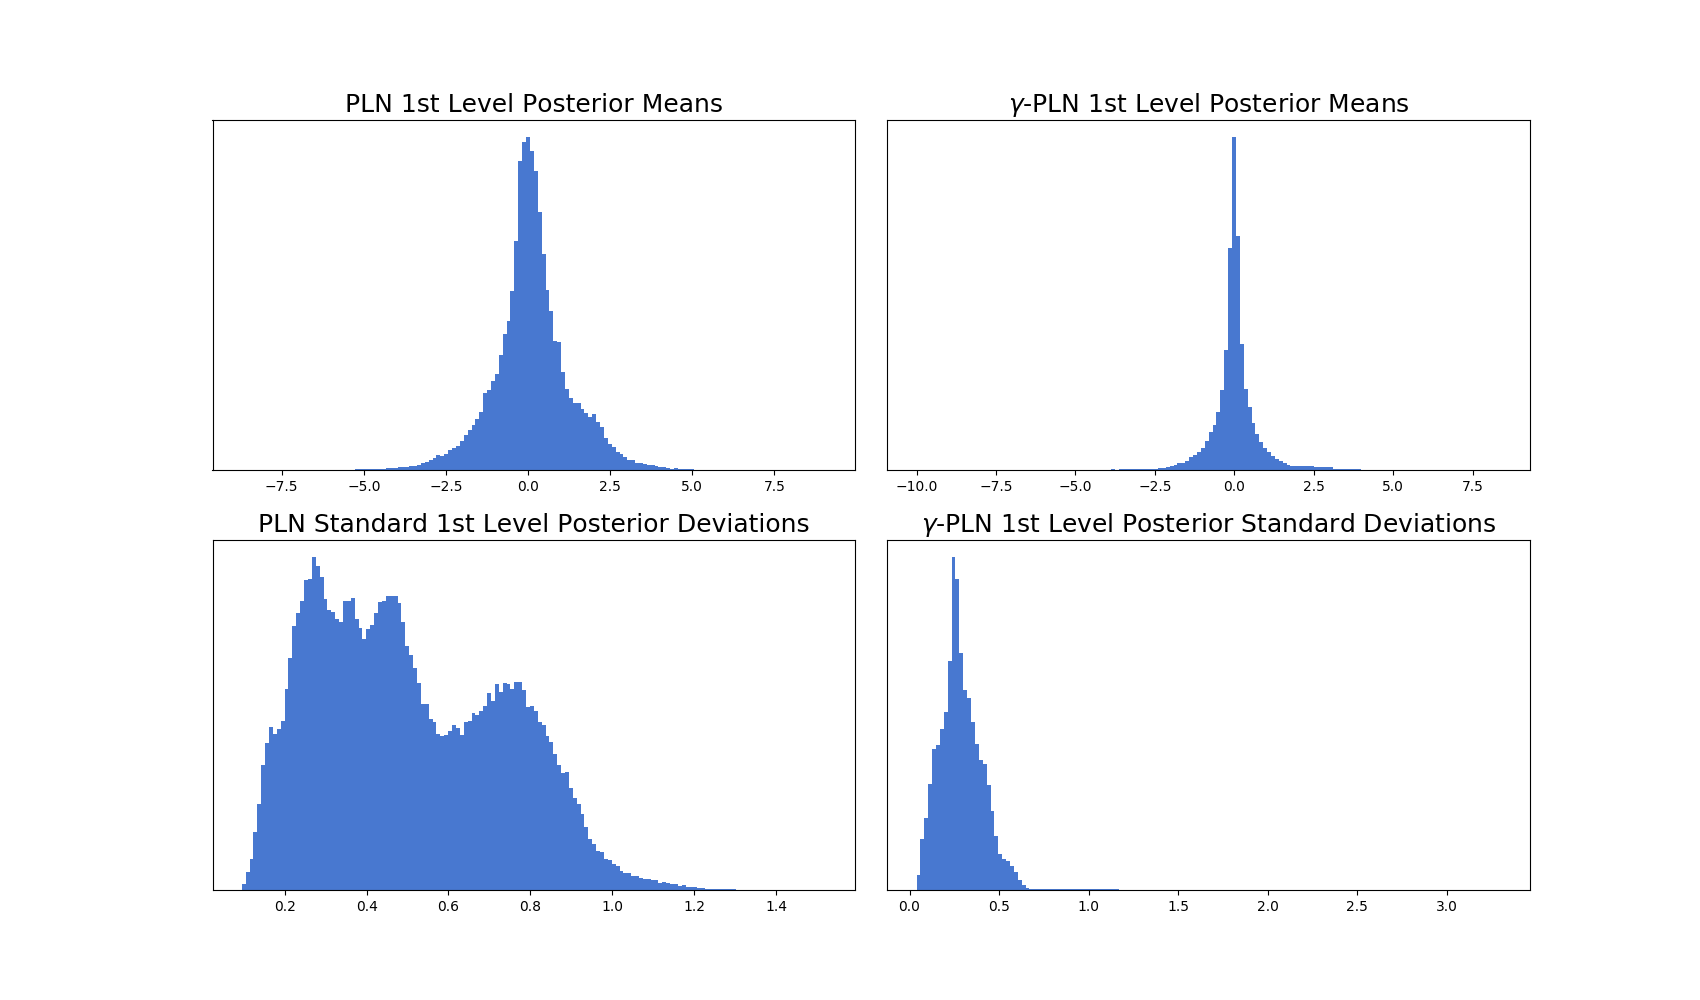 PLN 1st Level Posterior Means
γ-PLN 1st Level Posterior Means
−7.5 −5.0 −2.5 0.0 2.5 5.0 7.5
−10.0 −7.5 −5.0 −2.5 0.0 2.5 5.0 7.5
PLN Standard 1st Level Posterior Deviations
γ-PLN 1st Level Posterior Standard Deviations
0.2 0.4 0.6 0.8 1.0 1.2 1.4
0.0 0.5 1.0 1.5 2.0 2.5 3.0